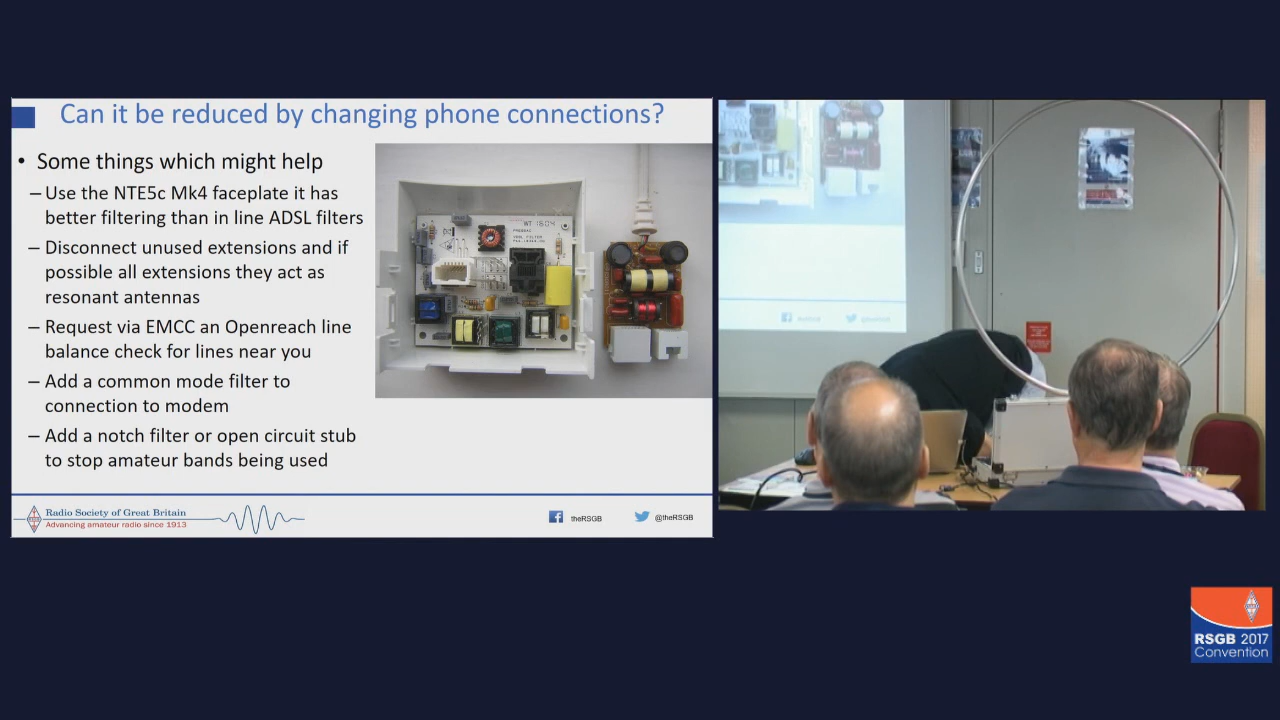 Can it be reduced by changing phone connections?
• Some things which might help
– Use the NTE5c Mk4 faceplate it has
better filtering than in line ADSL filters
– Disconnect unused extensions and if
possible all extensions they act as
resonant antennas
– Request via EMCC an Openreach line
balance check for lines near you
– Add a common mode filter to
connection to modem
– Add a notch filter or open circuit stub
to stop amateur bands being used
Radio Society of Great Britain
Advancing amateur radio since 1913
theRSGB
@theRSGB
RSGB 2017
Convention